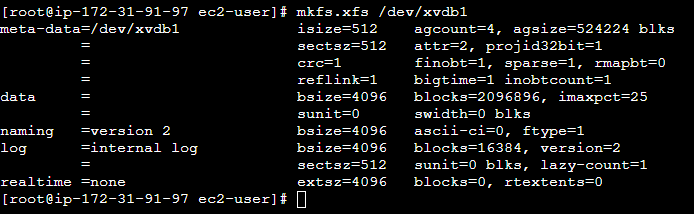 [root@ip-172-31-91-97 ec2-user]# mkfs.xfs /dev/xvdb1
meta-data=/dev/xvdb1             isize=512    agcount=4, agsize=524224 blks
         =                       sectsz=512   attr=2, projid32bit=1
         =                       crc=1        finobt=1, sparse=1, rmapbt=0
         =                       reflink=1    bigtime=1 inobtcount=1
data     =                       bsize=4096   blocks=2096896, imaxpct=25
         =                       sunit=0      swidth=0 blks
naming   =version 2              bsize=4096   ascii-ci=0, ftype=1
log      =internal log           bsize=4096   blocks=16384, version=2
         =                       sectsz=512   sunit=0 blks, lazy-count=1
realtime =none                   extsz=4096   blocks=0, rtextents=0
[root@ip-172-31-91-97 ec2-user]#